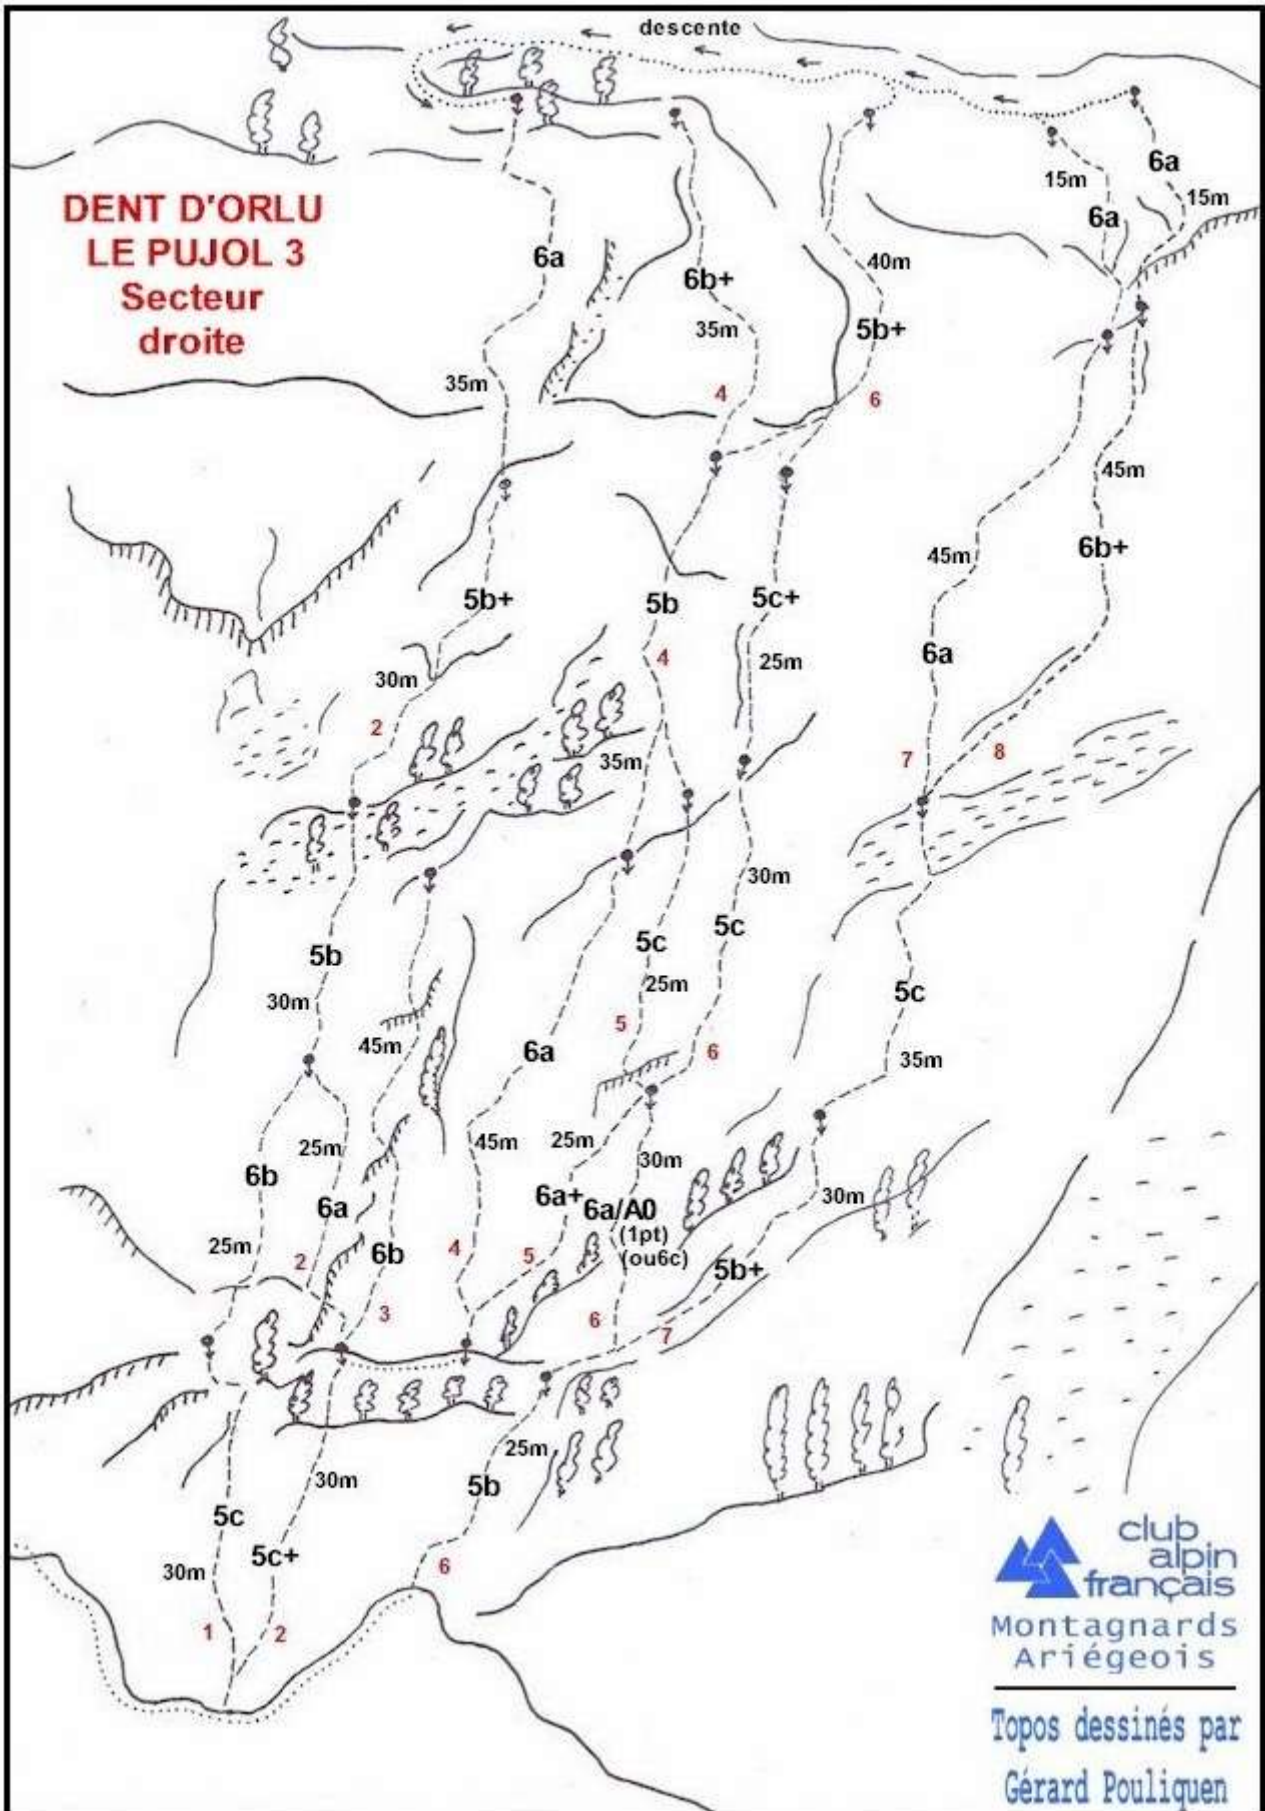 descente
DENT D'ORLU
LE PUJOL 3
Secteur
droite
6a
15m
15m
6a
6a
40m
6b+
35m
5b+
35m
4
6
45m
45m
6b+
5b+
5b
5c+
4
25m
6a
30m
2
35m
7
8
30m
5b
5c
5c
25m
5c
30m
5
45m
6a
6
35m
45m
25m
25m
30m
6b
6a+
6a/A0
30m
6a
(1pt)
25m
4
5
6b
(ou6c)
5b+
2
3
6
7
25m
30m
5b
5c
5c+
30m
6
1
2
club
alpin
français
Montagnards
Ariégeois
Topos dessinés par
Gérard Pouliquen